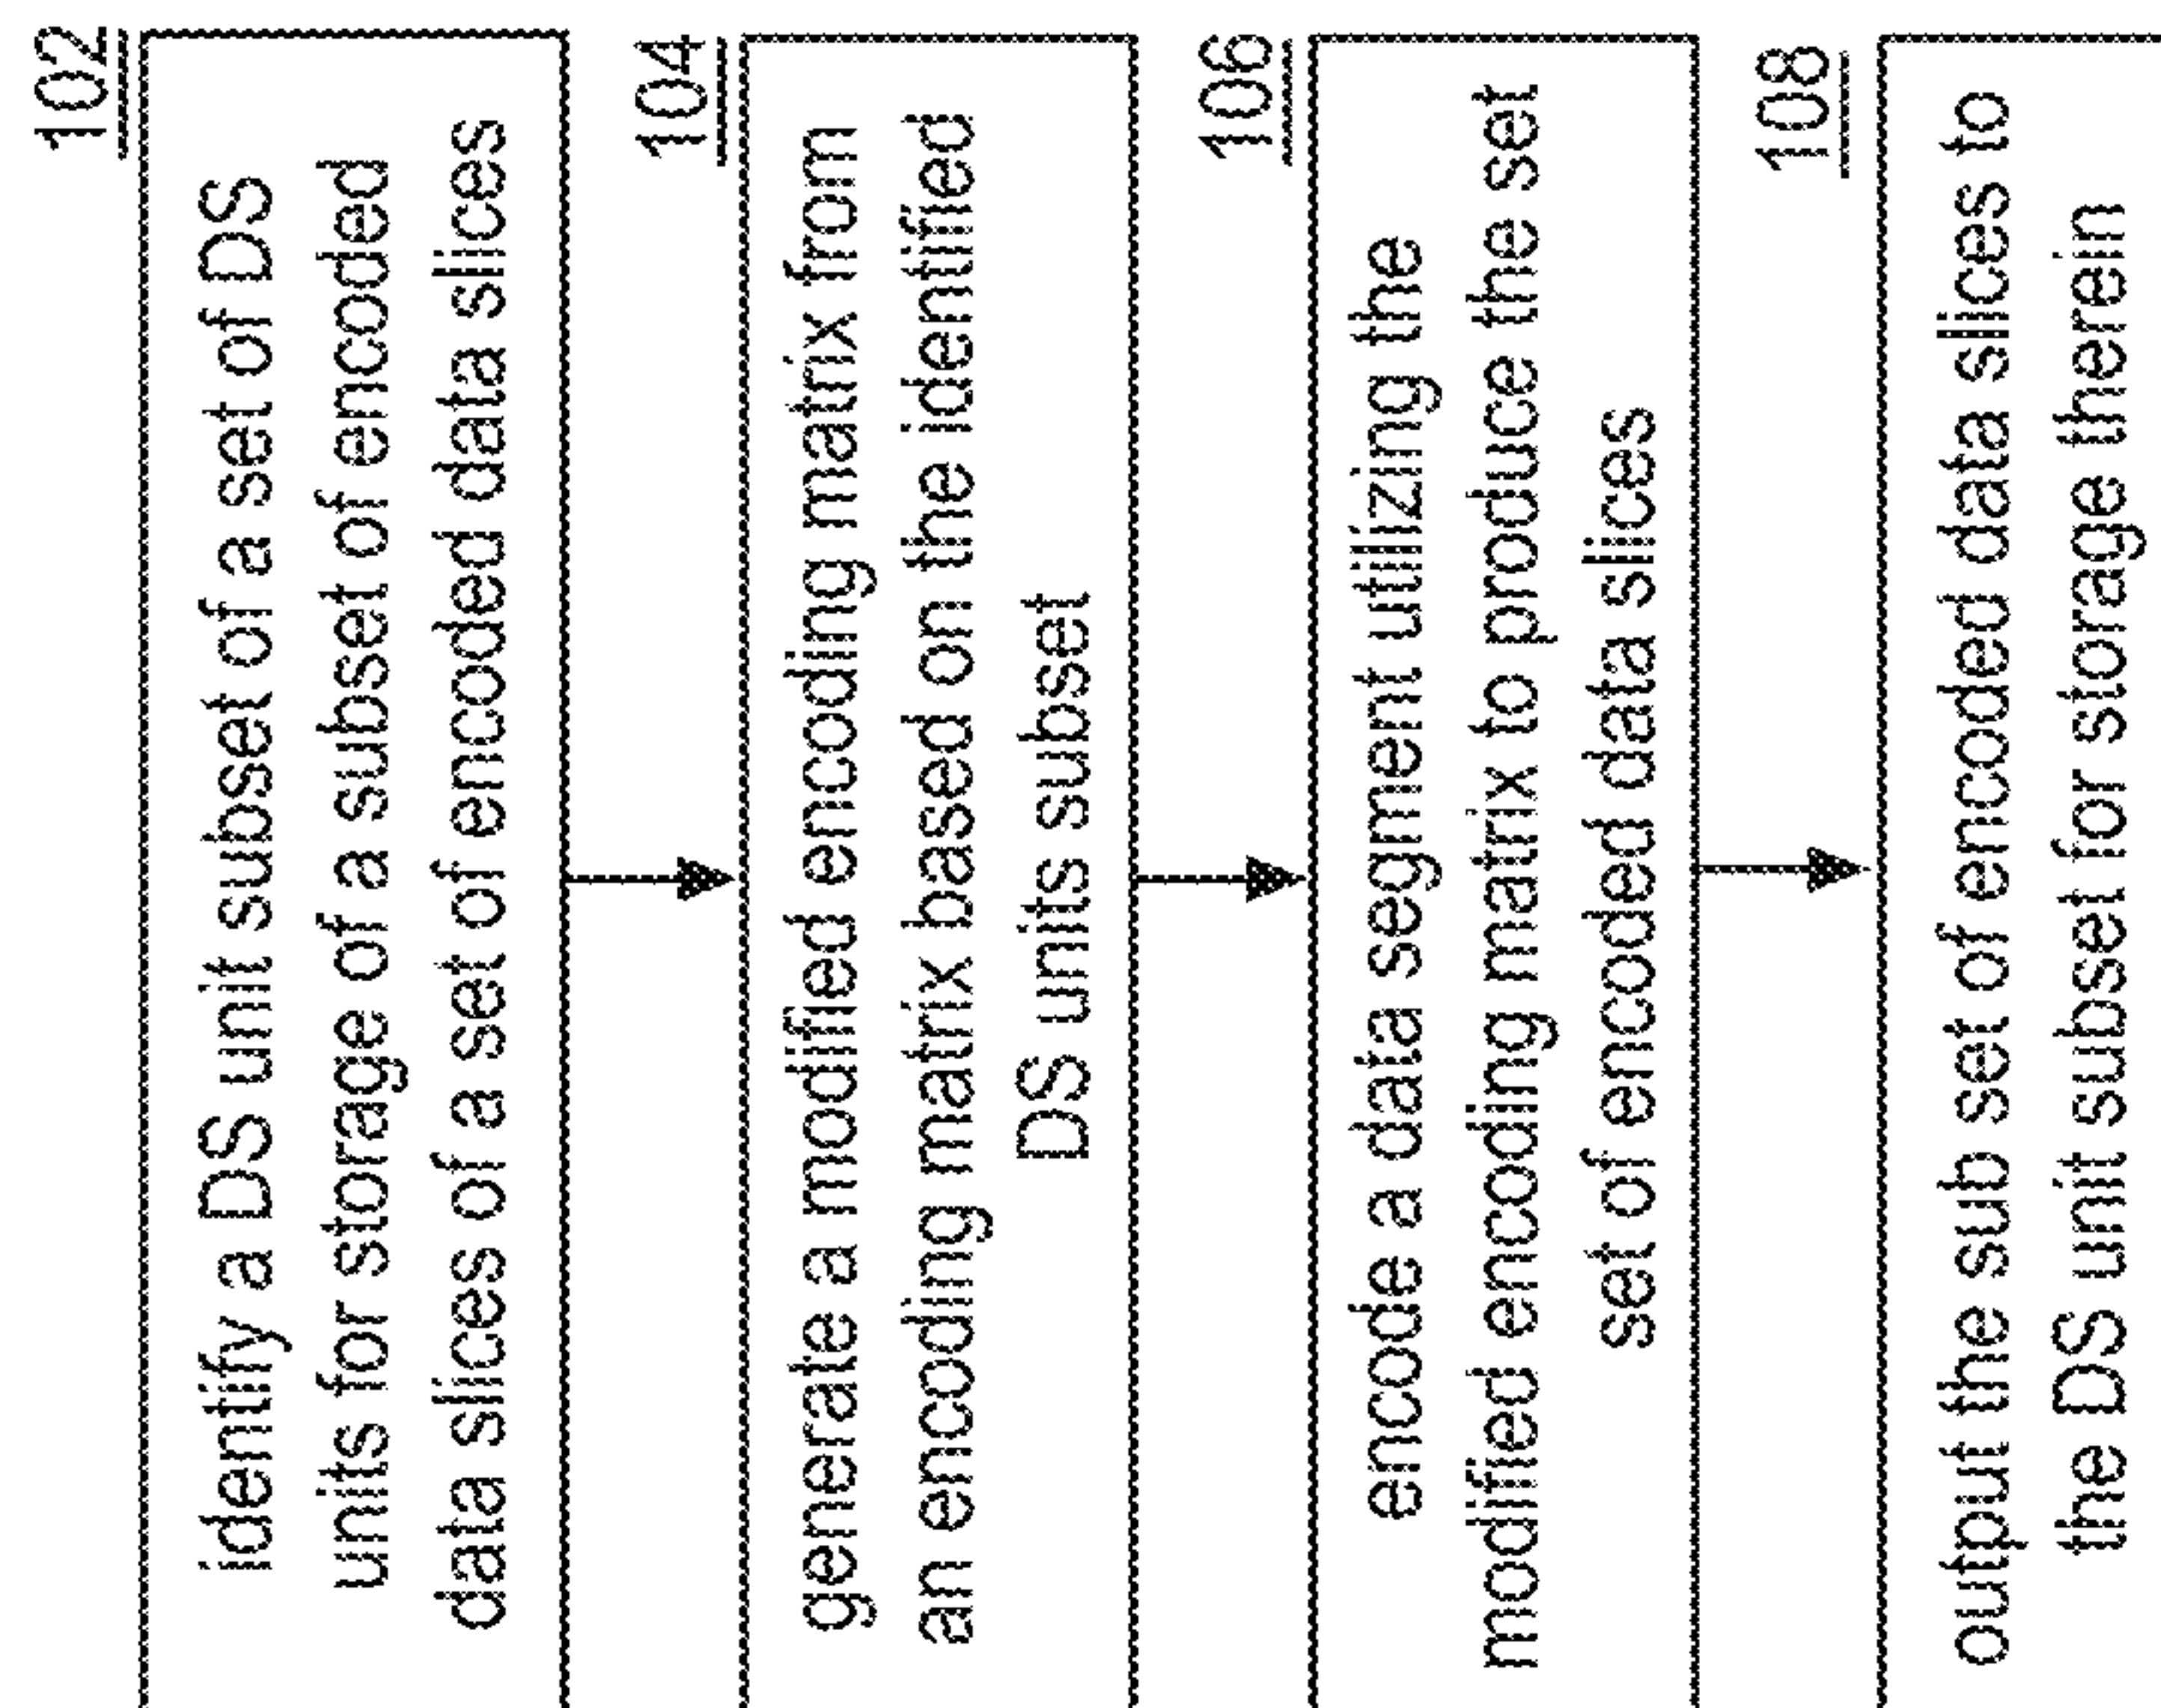 102
identify a DS unit subset of a set of DS
units for storage of a subset of encoded
data slices of a set of encoded data slices
104
generate a modified encoding matrix from
an encoding matrix based on the identified
DS units subset
106
encode a data segment utilizing the
modified encoding matrix to produce the set
set of encoded data slices
108
output the sub set of encoded data slices to
the DS unit subset for storage therein